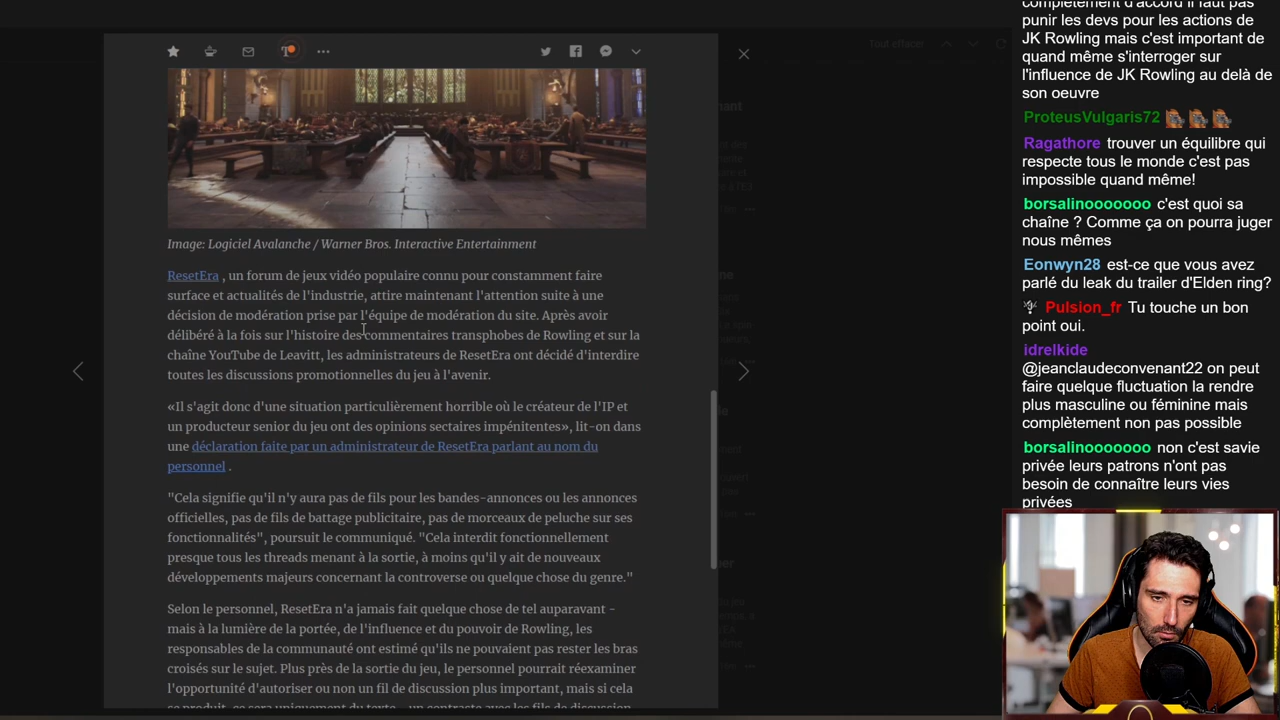 Tout effacer
Image: Logiciel Avalanche / Warner Bros. Interactive Entertainment
ResetEra , un forum de jeux vidéo populaire connu pour constamment faire
surface et actualités de l'industrie, attire maintenant l'attention suite à une
décision de modération prise par l'équipe de modération du site. Après avoir
délibéré à la fois sur l'histoire des commentaires transphobes de Rowling et sur la
chaîne YouTube de Leavitt, les administrateurs de ResetEra ont décidé d'interdire
toutes les discussions promotionnelles du jeu à l'avenir.
«Il s'agit donc d'une situation particulièrement horrible où le créateur de l'IP et
un producteur senior du jeu ont des opinions sectaires impénitentes», lit-on dans
une déclaration faite par un administrateur de ResetEra parlant au nom du
personnel .
"Cela signifie qu'il n'y aura pas de fils pour les bandes-annonces ou les annonces
officielles, pas de fils de battage publicitaire, pas de morceaux de peluche sur ses
fonctionnalités", poursuit le communiqué. "Cela interdit fonctionnellement
presque tous les threads menant à la sortie, à moins qu'il y ait de nouveaux
développements majeurs concernant la controverse ou quelque chose du genre."
Selon le personnel, ResetEra n'a jamais fait quelque chose de tel auparavant -
mais à la lumière de la portée, de l'influence et du pouvoir de Rowling, les
responsables de la communauté ont estimé qu'ils ne pouvaient pas rester les bras
croisés sur le sujet. Plus près de la sortie du jeu, le personnel pourrait réexaminer
l'opportunité d'autoriser ou non un fil de discussion plus important, mais si cela
se produit, ce sera uniquement du texte - un contraste avec les fils de discussion
complètement d'accord il faut pas
punir les devs pour les actions de
JK Rowling mais c'est important de
quand même s'interroger sur
l'influence de JK Rowling au delà de
son oeuvre
ProteusVulgaris72
Ragathore trouver un équilibre qui
respecte tous le monde c'est pas
impossible quand même!
borsalinooooooo c'est quoi sa
chaîne ? Comme ça on pourra juger
nous mêmes
Eonwyn28 est-ce que vous avez
parlé du leak du trailer d'Elden ring?
Pulsion_fr Tu touche un bon
point oui.
idrelkide
@jeanclaudeconvenant22 on peut
faire quelque fluctuation la rendre
plus masculine ou féminine mais
complètement non pas possible
borsalinooooooo non c'est savie
privée leurs patrons n'ont pas
besoin de connaître leurs vies
privées